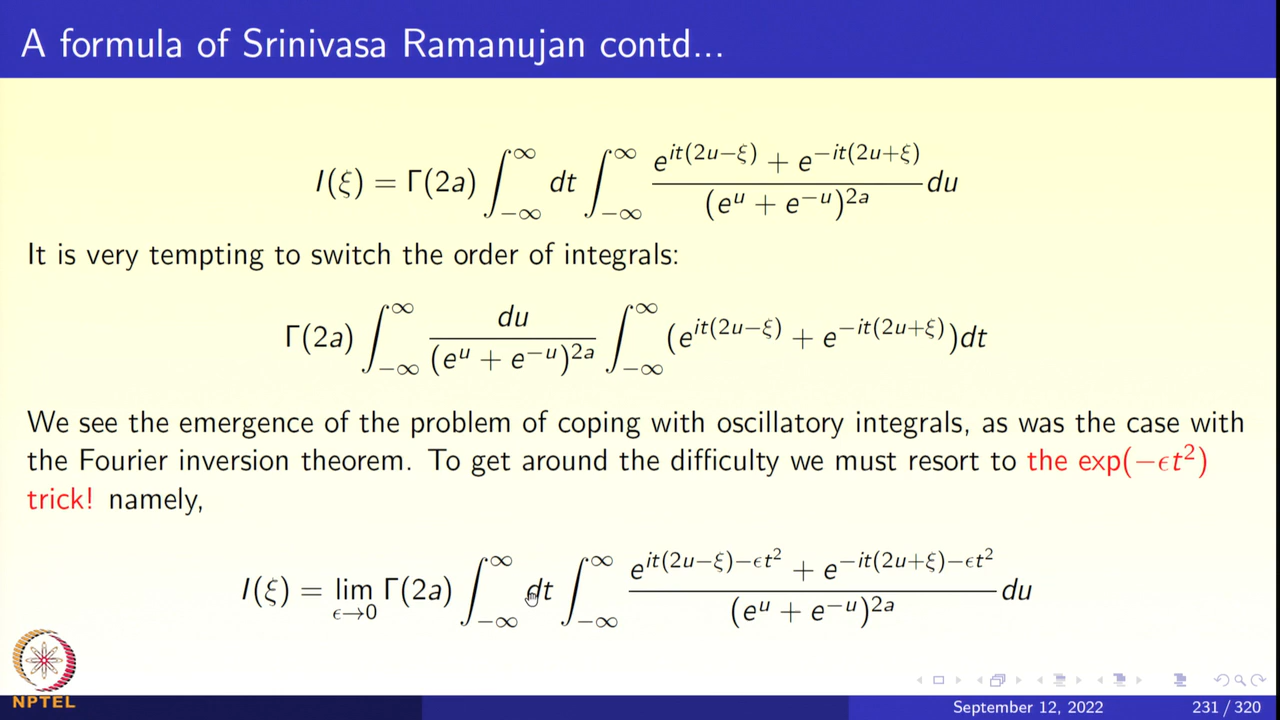 A formula of Srinivasa Ramanujan contd...
I(ξ) = Γ(2a) ∫_{-∞}^{∞} dt ∫_{-∞}^{∞} \frac{e^{it(2u−ξ)} + e^{−it(2u+ξ)}}{(e^u + e^{−u})^{2a}} du
It is very tempting to switch the order of integrals:
Γ(2a) ∫_{-∞}^{∞} \frac{du}{(e^u + e^{−u})^{2a}} ∫_{-∞}^{∞} (e^{it(2u−ξ)} + e^{−it(2u+ξ)})dt
We see the emergence of the problem of coping with oscillatory integrals, as was the case with
the Fourier inversion theorem. To get around the difficulty we must resort to the exp(−ϵt²)
trick! namely,
I(ξ) = lim_{ϵ→0} Γ(2a) ∫_{-∞}^{∞} dt ∫_{-∞}^{∞} \frac{e^{it(2u−ξ)−ϵt²} + e^{−it(2u+ξ)−ϵt²}}{(e^u + e^{−u})^{2a}} du
NPTEL
September 12, 2022 231 / 320